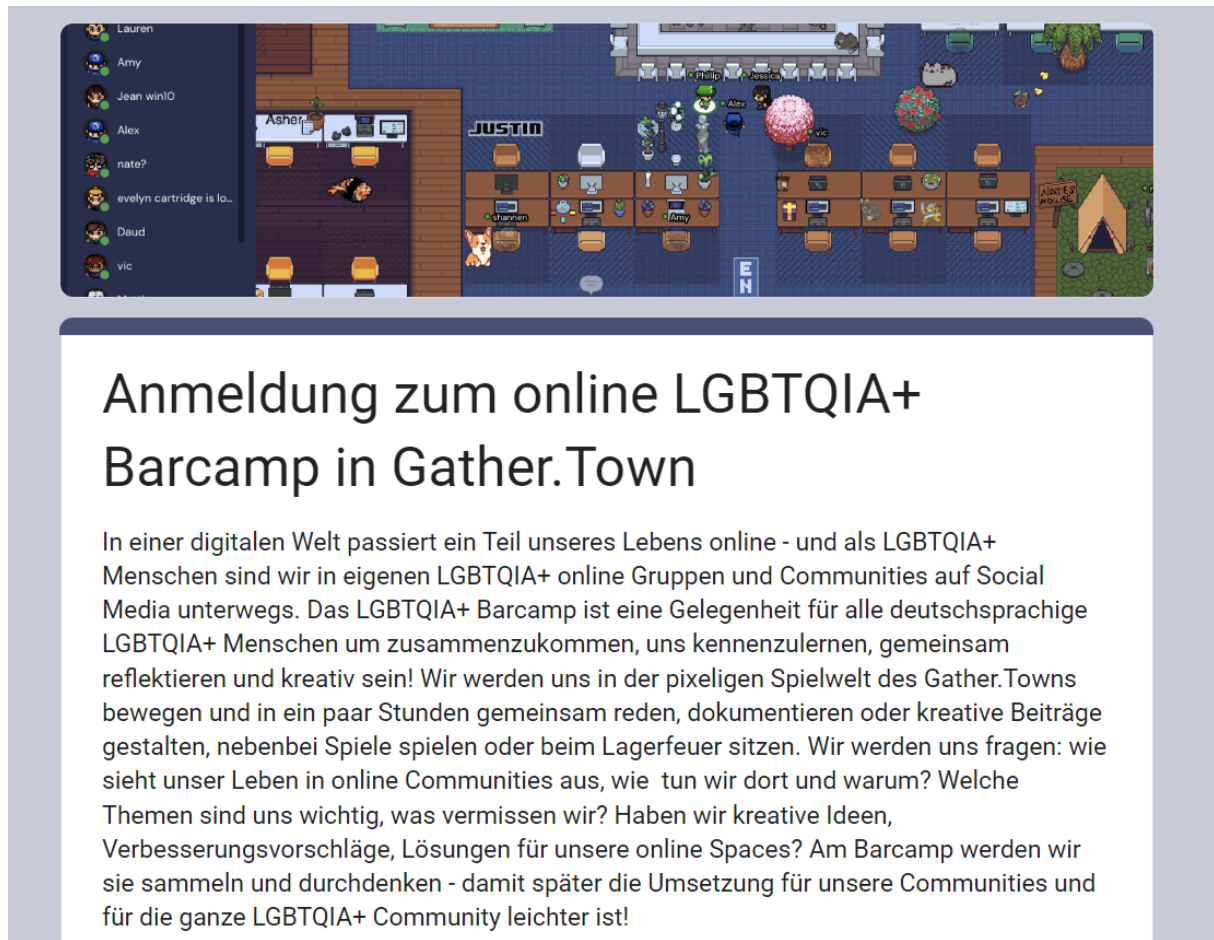 Lauren
Amy
Jean win10
Alex
nate?
evelyn cartridge is lo...
Daud
vic
Asher
JUSTIN
Philip
Jessica
Alex
vic
shannen
Amy
NATE'S
HOUSE
E
N
Anmeldung zum online LGBTQIA+
Barcamp in Gather.Town
In einer digitalen Welt passiert ein Teil unseres Lebens online - und als LGBTQIA+
Menschen sind wir in eigenen LGBTQIA+ online Gruppen und Communities auf Social
Media unterwegs. Das LGBTQIA+ Barcamp ist eine Gelegenheit für alle deutschsprachige
LGBTQIA+ Menschen um zusammenzukommen, uns kennenzulernen, gemeinsam
reflektieren und kreativ sein! Wir werden uns in der pixeligen Spielwelt des Gather.Towns
bewegen und in ein paar Stunden gemeinsam reden, dokumentieren oder kreative Beiträge
gestalten, nebenbei Spiele spielen oder beim Lagerfeuer sitzen. Wir werden uns fragen: wie
sieht unser Leben in online Communities aus, wie  tun wir dort und warum? Welche
Themen sind uns wichtig, was vermissen wir? Haben wir kreative Ideen,
Verbesserungsvorschläge, Lösungen für unsere online Spaces? Am Barcamp werden wir
sie sammeln und durchdenken - damit später die Umsetzung für unsere Communities und
für die ganze LGBTQIA+ Community leichter ist!